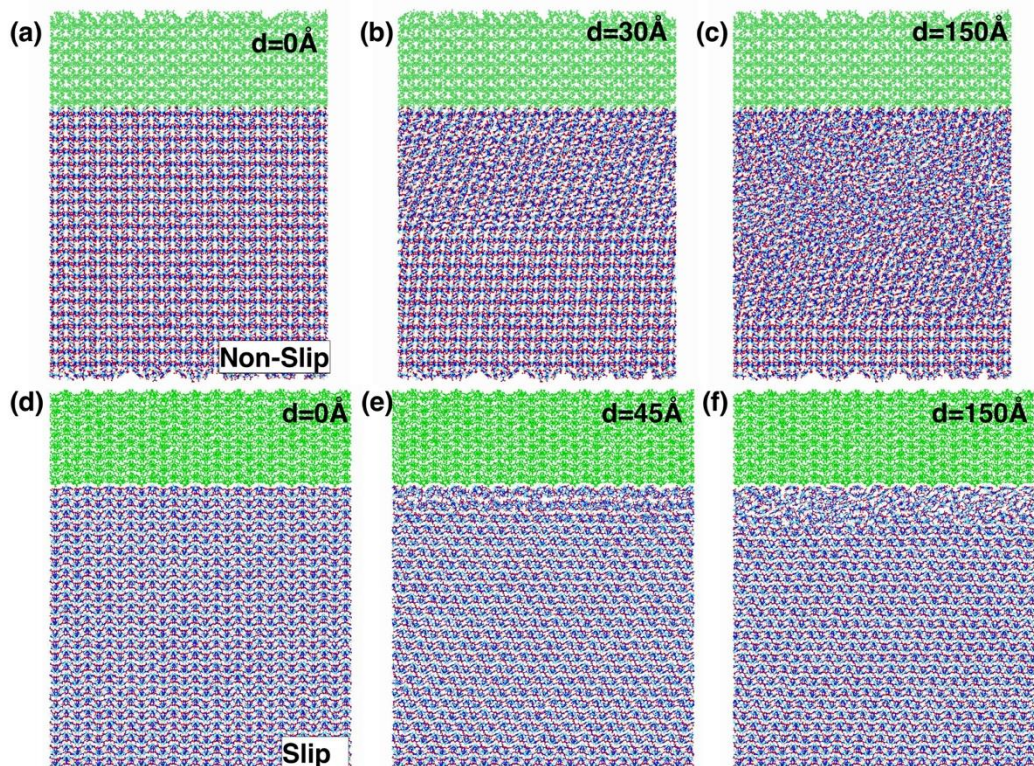 (a) d=0Å
(b) d=30Å
(c) d=150Å
Non-Slip
(d) d=0Å
(e) d=45Å
(f) d=150Å
Slip